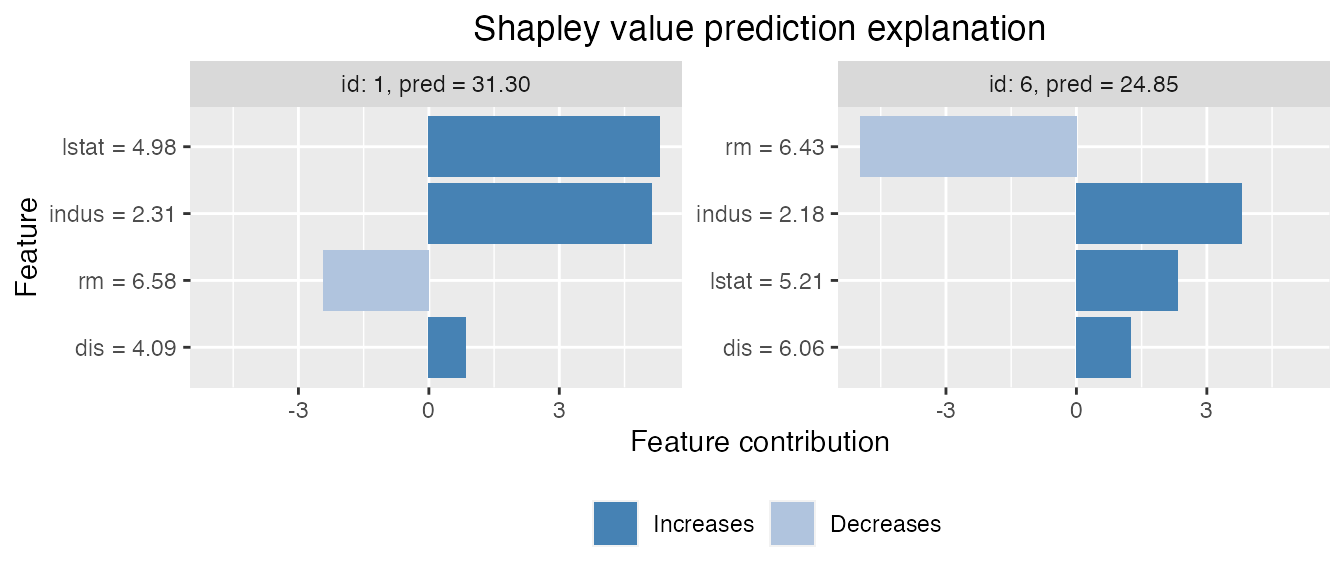 Shapley value prediction explanation
id: 1, pred = 31.30
id: 6, pred = 24.85
Feature
lstat = 4.98
indus = 2.31
rm = 6.58
dis = 4.09
rm = 6.43
indus = 2.18
lstat = 5.21
dis = 6.06
-3 0 3
-3 0 3
Feature contribution
Increases
Decreases